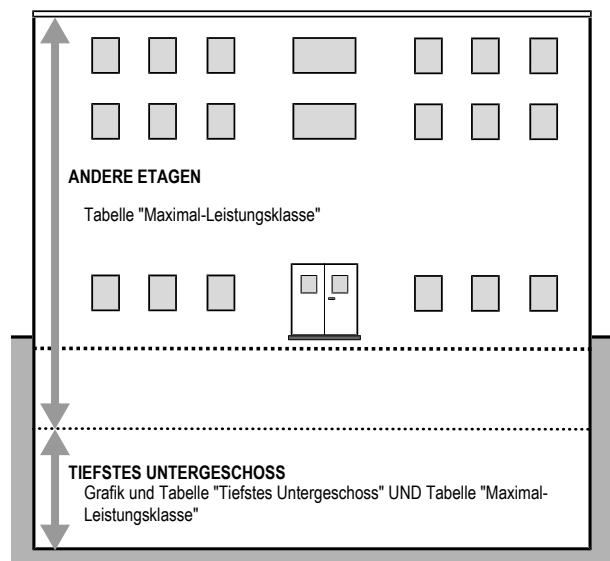 ANDERE ETAGEN
Tabelle "Maximal-Leistungsklasse"
TIEFSTES UNTERGESCHOSS
Grafik und Tabelle "Tiefstes Untergeschoss" UND Tabelle "Maximal-
Leistungsklasse"